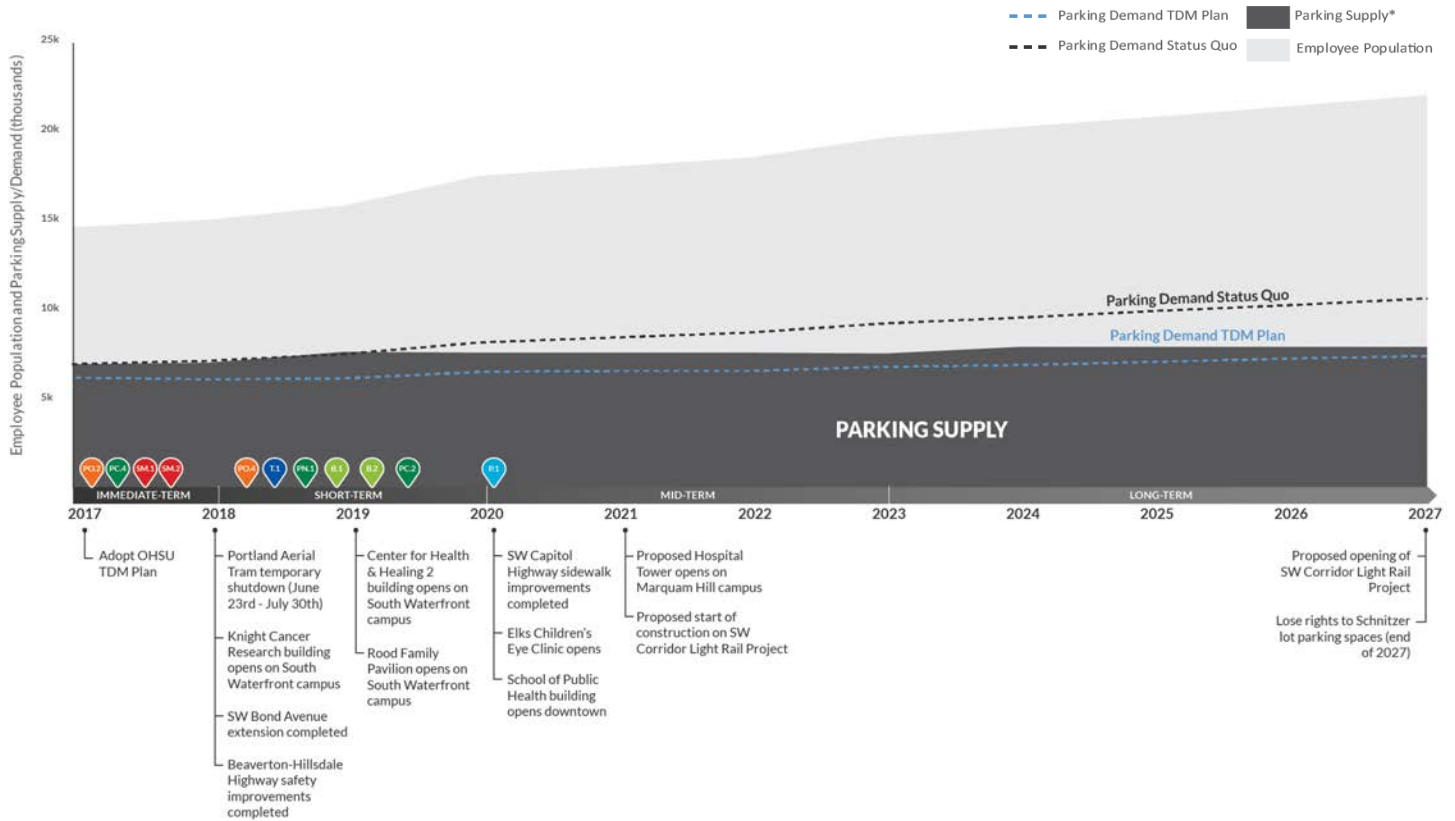 Parking Demand TDM Plan
Parking Supply*
Parking Demand Status Quo
Employee Population
Employee Population and Parking Supply/Demand (thousands)
25k
20k
15k
10k
5k
Parking Demand Status Quo
Parking Demand TDM Plan
PARKING SUPPLY
PO.2
PC.4
SM.1
SM.2
PO.4
T.1
PN.1
B.1
B.2
PC.2
P.1
IMMEDIATE-TERM
SHORT-TERM
MID-TERM
LONG-TERM
2017
2018
2019
2020
2021
2022
2023
2024
2025
2026
2027
Adopt OHSU
TDM Plan
Portland Aerial
Tram temporary
shutdown (June
23rd - July 30th)
Knight Cancer
Research building
opens on South
Waterfront campus
SW Bond Avenue
extension completed
Beaverton-Hillsdale
Highway safety
improvements
completed
Center for Health
& Healing 2
building opens on
South Waterfront
campus
Rood Family
Pavilion opens on
South Waterfront
campus
SW Capitol
Highway sidewalk
improvements
completed
Elks Children's
Eye Clinic opens
School of Public
Health building
opens downtown
Proposed Hospital
Tower opens on
Marquam Hill campus
Proposed start of
construction on SW
Corridor Light Rail Project
Proposed opening of
SW Corridor Light Rail
Project
Lose rights to Schnitzer
lot parking spaces (end
of 2027)